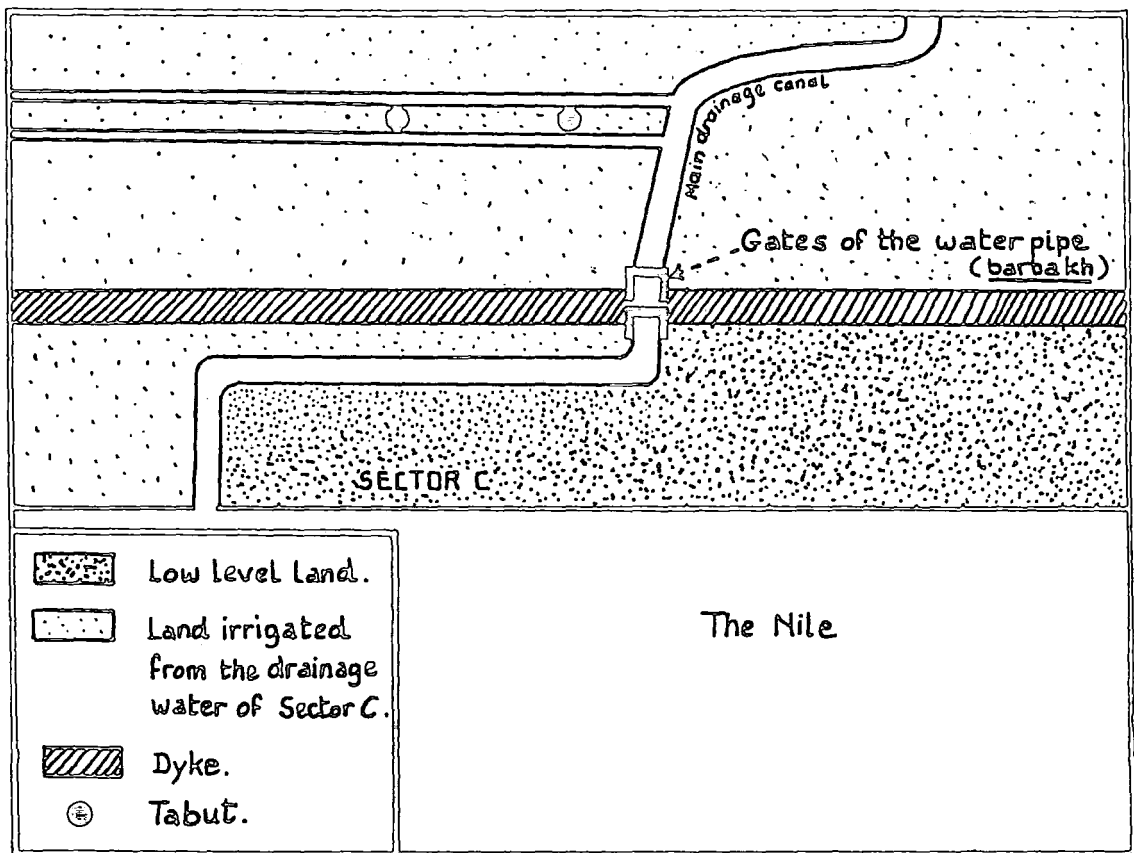 Main drainage canal
Gates of the water pipe
(barbakh)
SECTOR C
Low level land.
Land irrigated
from the drainage
water of Sector C.
Dyke.
Tabut.
The Nile